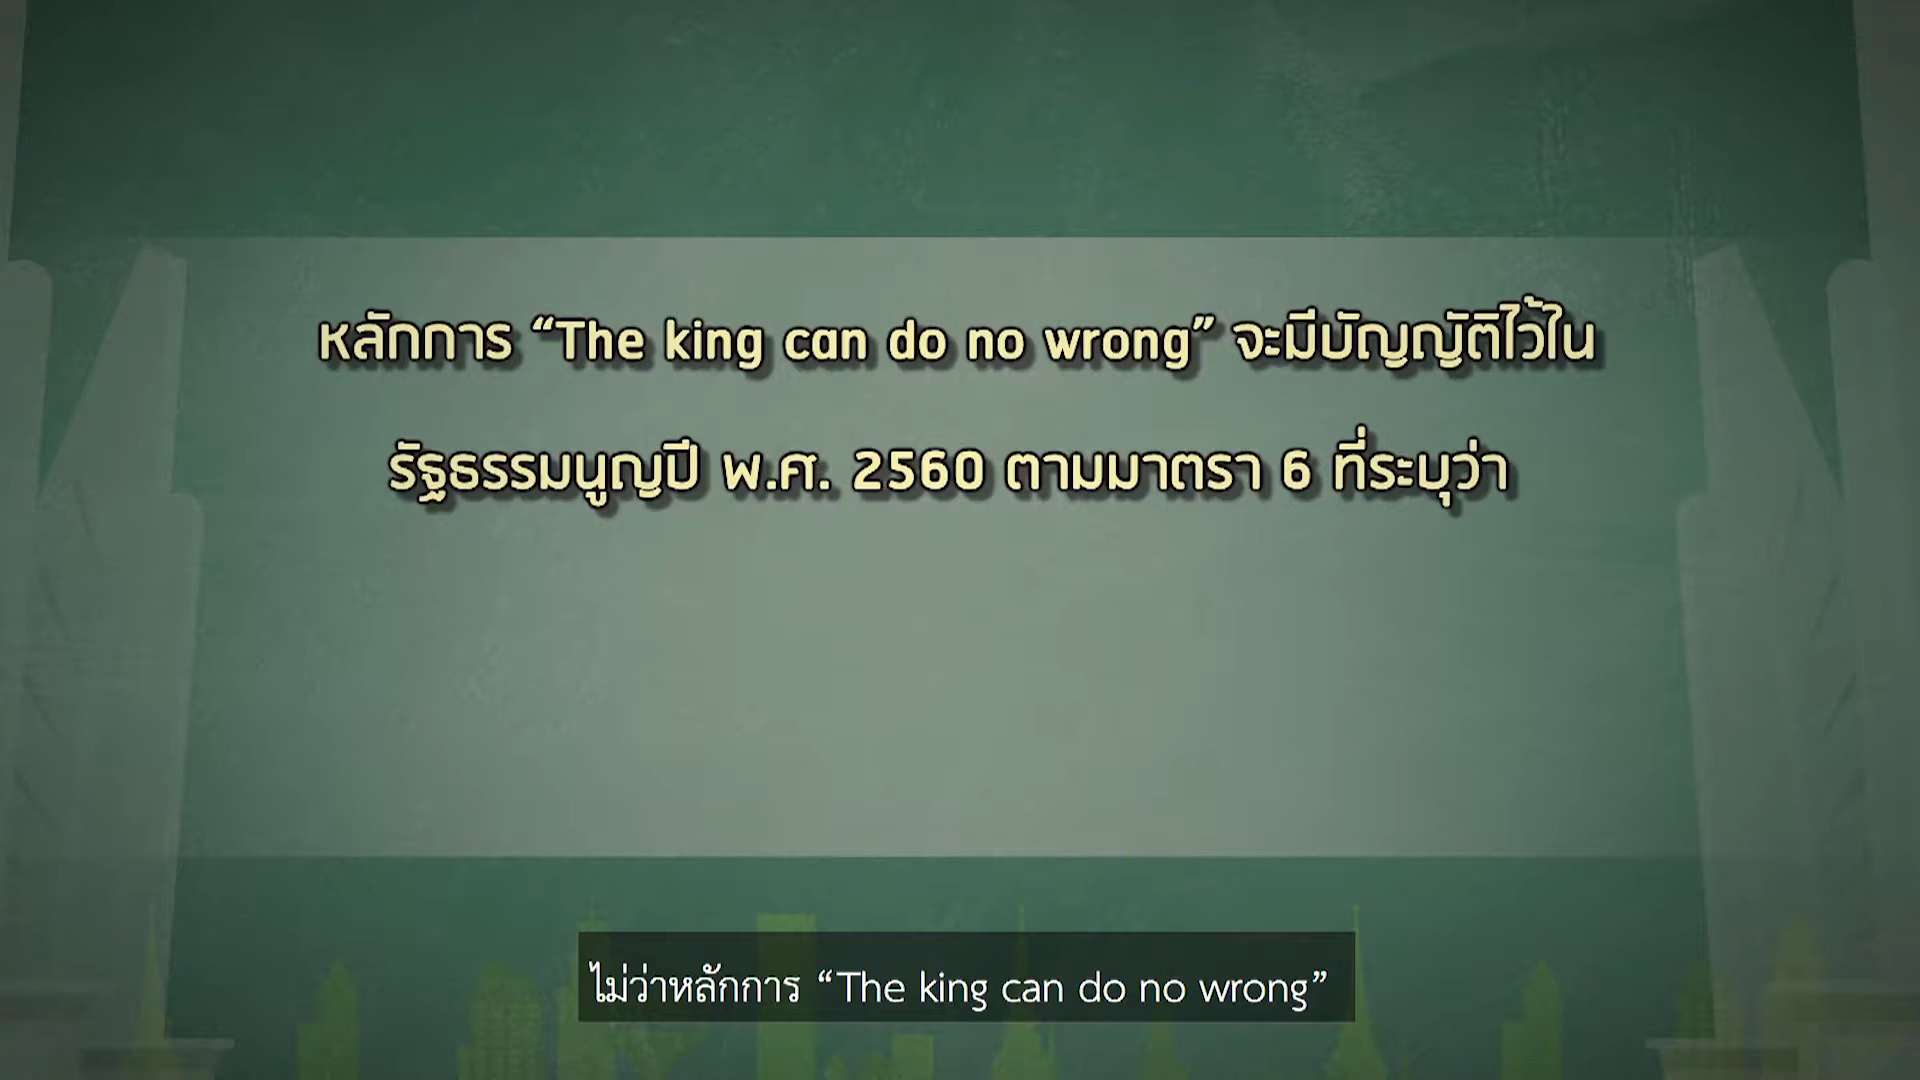 หลักการ “The king can do no wrong” จะมีบัญญัติไว้ใน
รัฐธรรมนูญปี พ.ศ. 2560 ตามมาตรา 6 ที่ระบุว่า
ไม่ว่าหลักการ “The king can do no wrong”